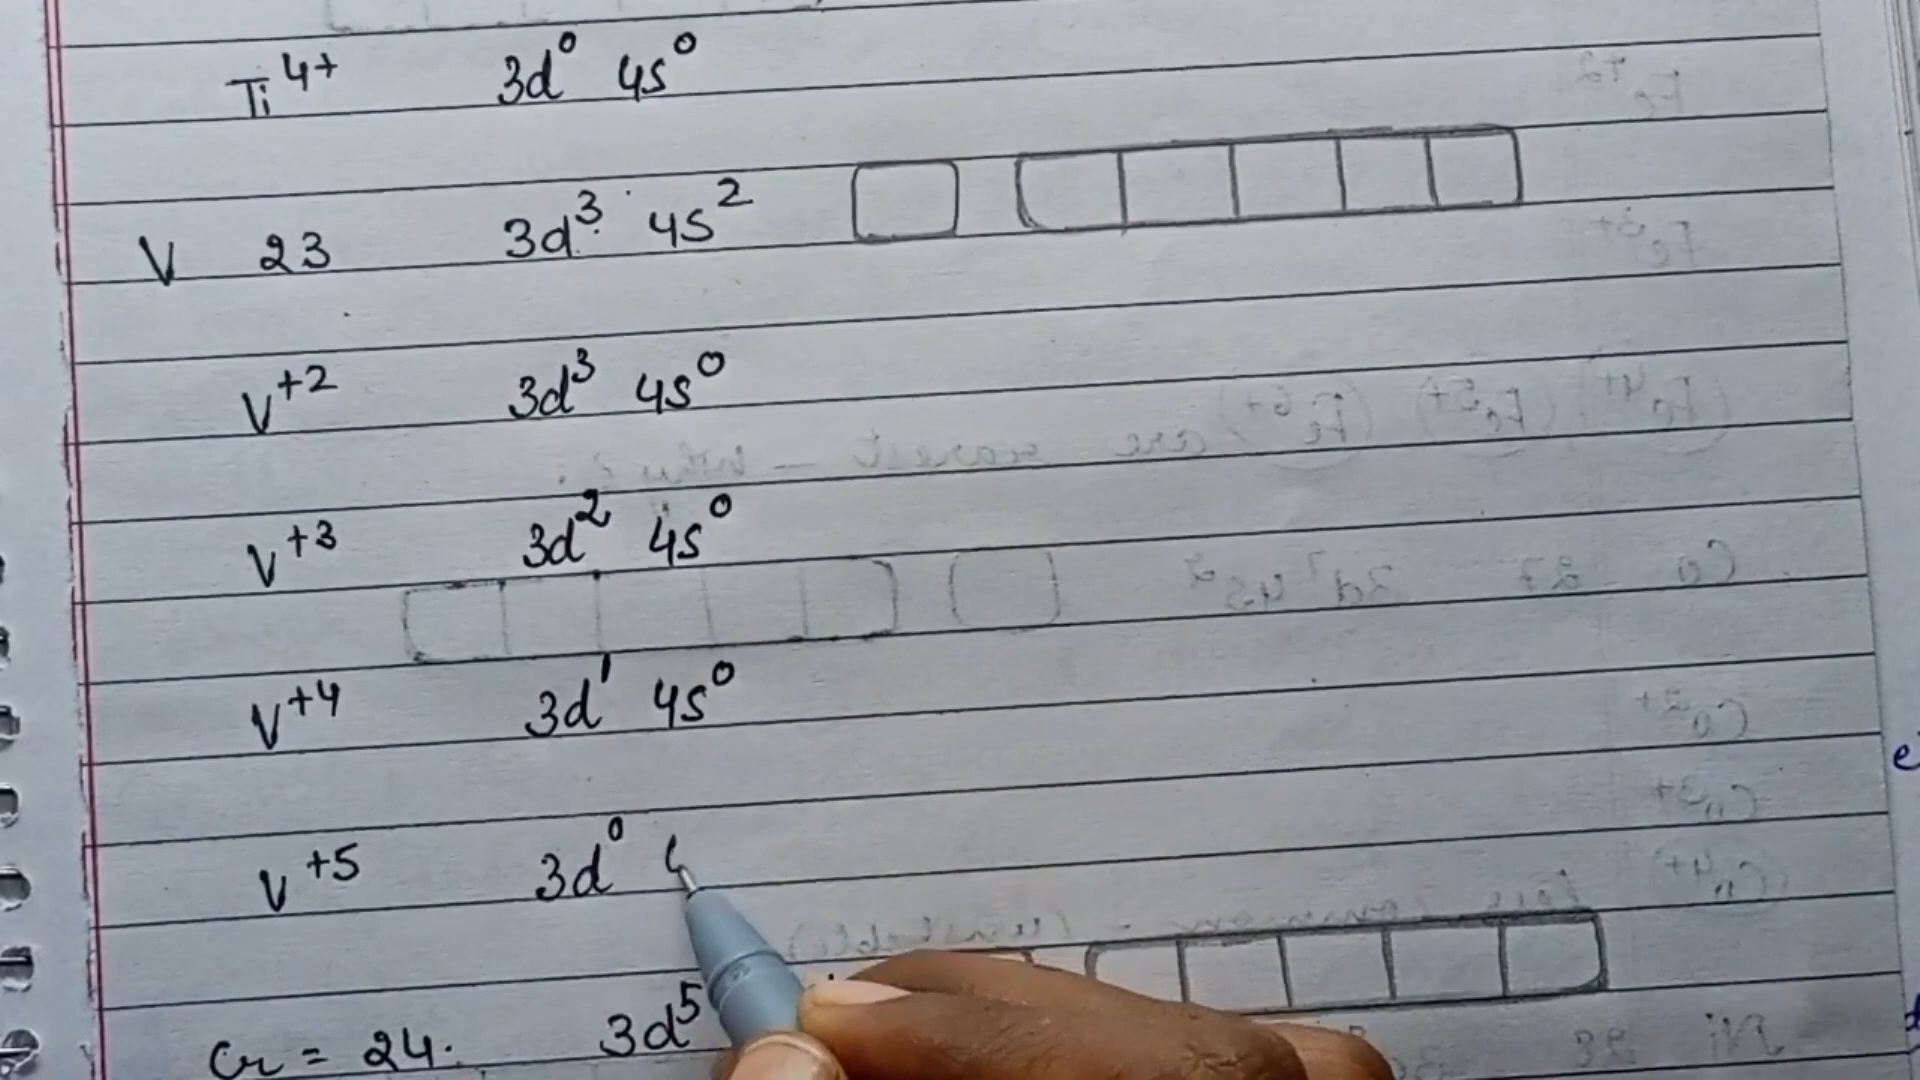 Ti⁴⁺ 3d⁰ 4s⁰
V 23 3d³ 4s²
V⁺² 3d³ 4s⁰
V⁺³ 3d² 4s⁰
V⁺⁴ 3d¹ 4s⁰
V⁺⁵ 3d⁰
Cr = 24. 3d⁵